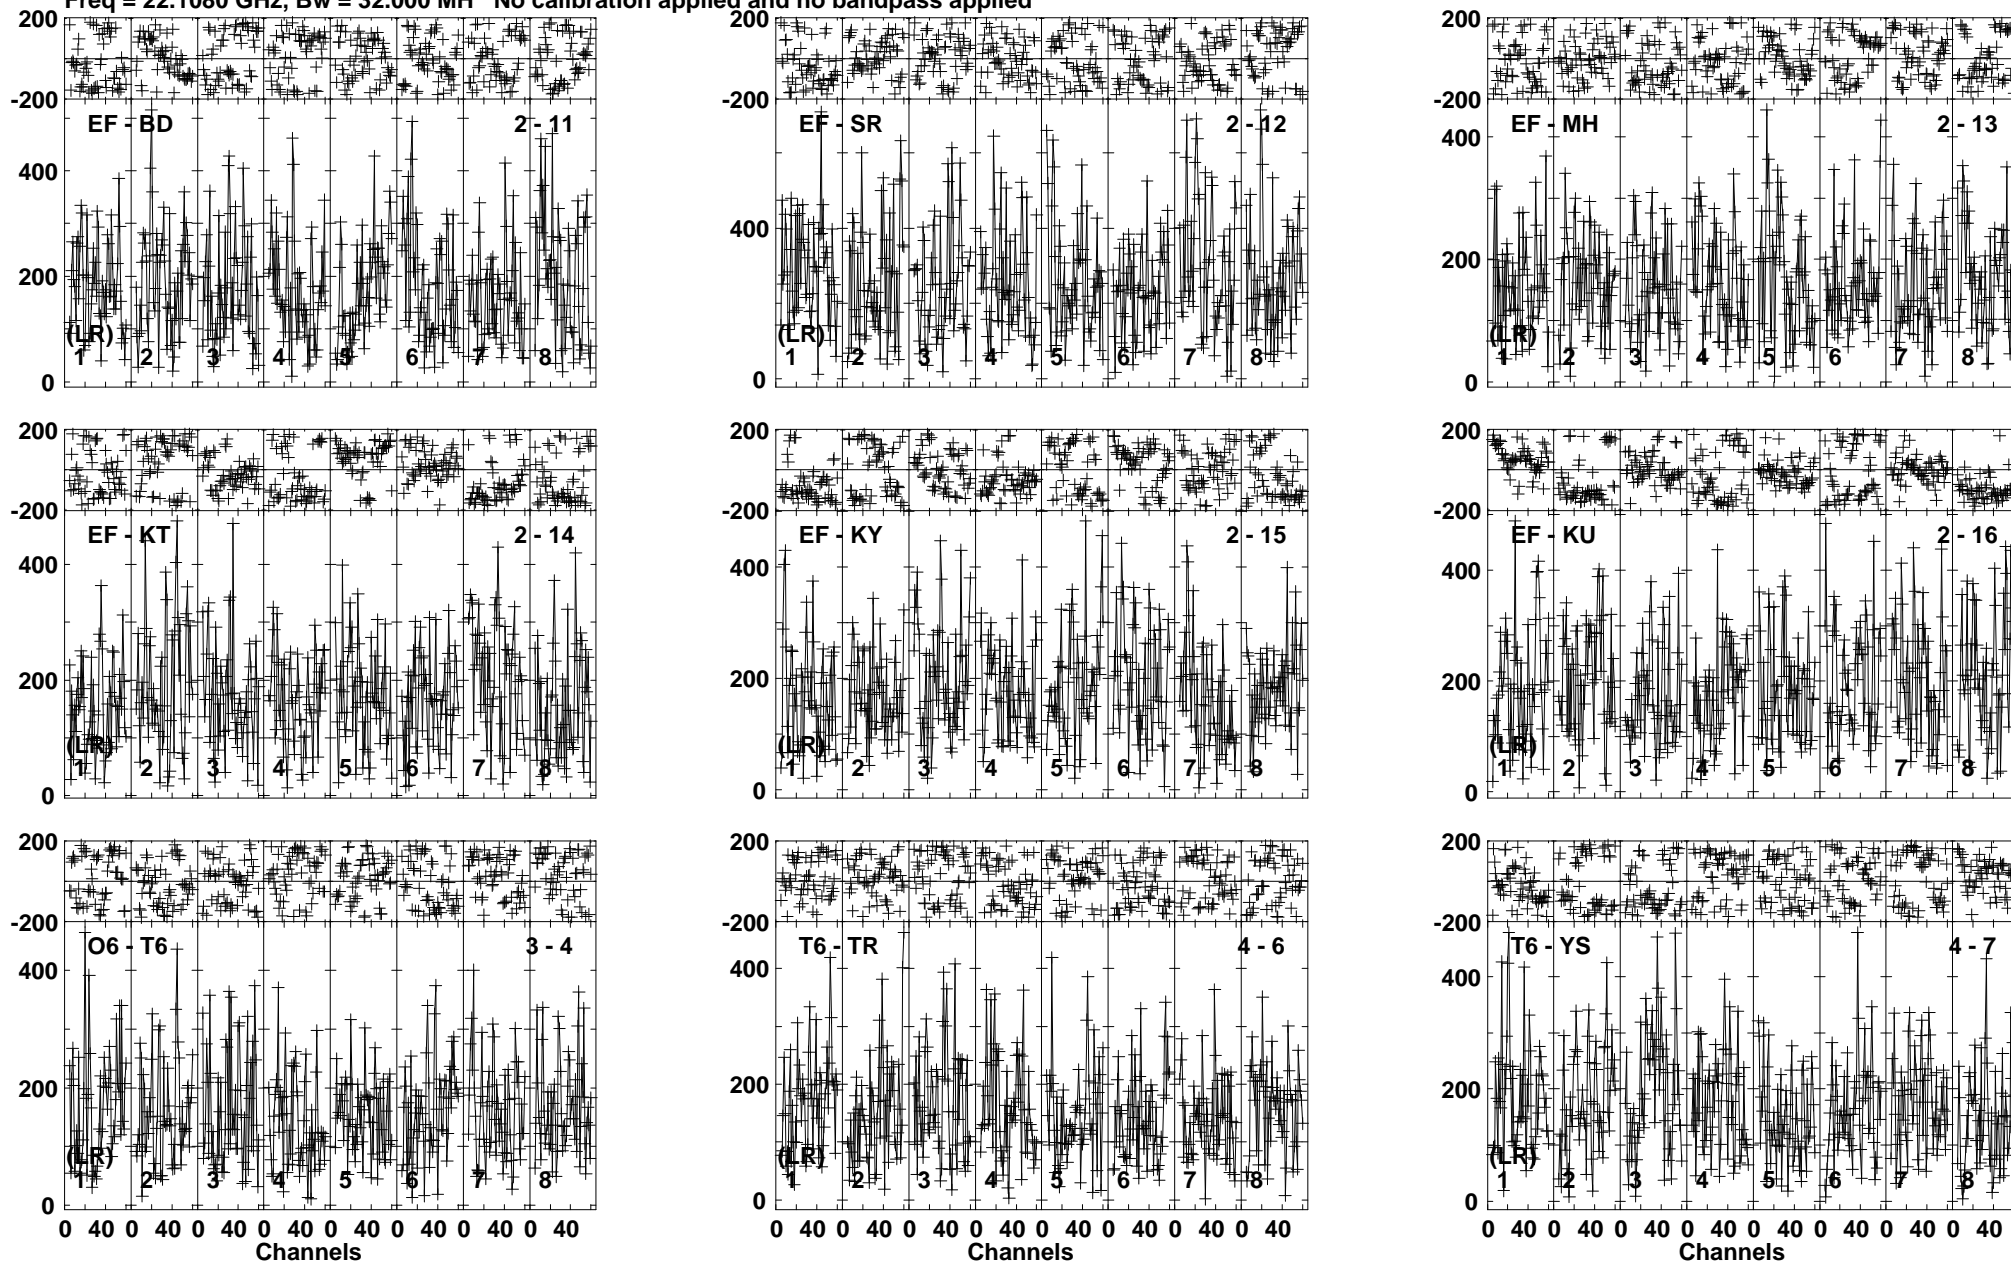 Freq = 22.1080 GHz, Bw = 32.000 MH No calibration applied and no bandpass applied
200 200 200
-200 -200 -200
EF - BD 2 - 11 EF - SR 2 - 12 EF - MH 2 - 13
400 400 400
200 200
(LR) (LR) (LR)
1 2 3 4 5 6 7 8 1 2 3 4 5 6 7 8 1 2 3 4 5 6 7 8
0 0 0
200 200 200
-200 -200 -200
EF - KT 2 - 14 EF - KY 2 - 15 EF - KU 2 - 16
400 400 400
200 200 200
(LR) (LR) (LR)
1 2 3 4 5 6 7 8 1 2 3 4 5 6 7 8 1 2 3 4 5 6 7 8
0 0 0
200 200 200
-200 -200 -200
O6 - T6 3 - 4 T6 - TR 4 - 6 T6 - YS 4 - 7
400 400 400
200 200 200
(LR) (LR) (LR)
1 2 3 4 5 6 7 8 1 2 3 4 5 6 7 8 1 2 3 4 5 6 7 8
0 0 0
0 40 0 40 0 40 0 40 0 40 0 40 0 40 0 40 0 40 0 40 0 40 0 40 0 40 0 40 0 40 0 40 0 40 0 40 0 40 0 40 0 40 0 40 0 40 0 40
Channels Channels Channels